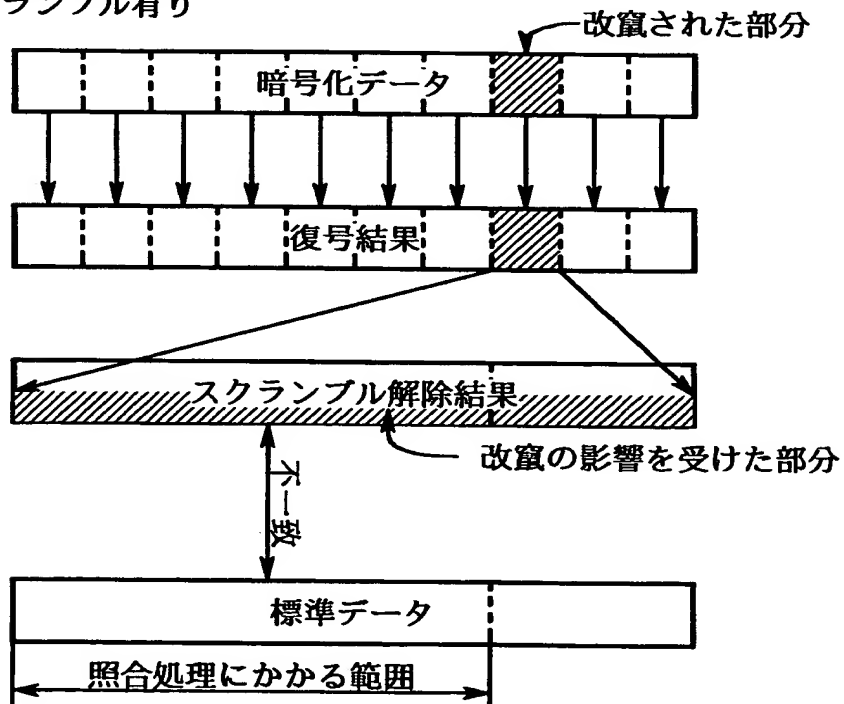 ランブル有り
改竄された部分
暗号化データ
復号結果
スクランブル解除結果
改竄の影響を受けた部分
不一致
標準データ
照合処理にかかる範囲